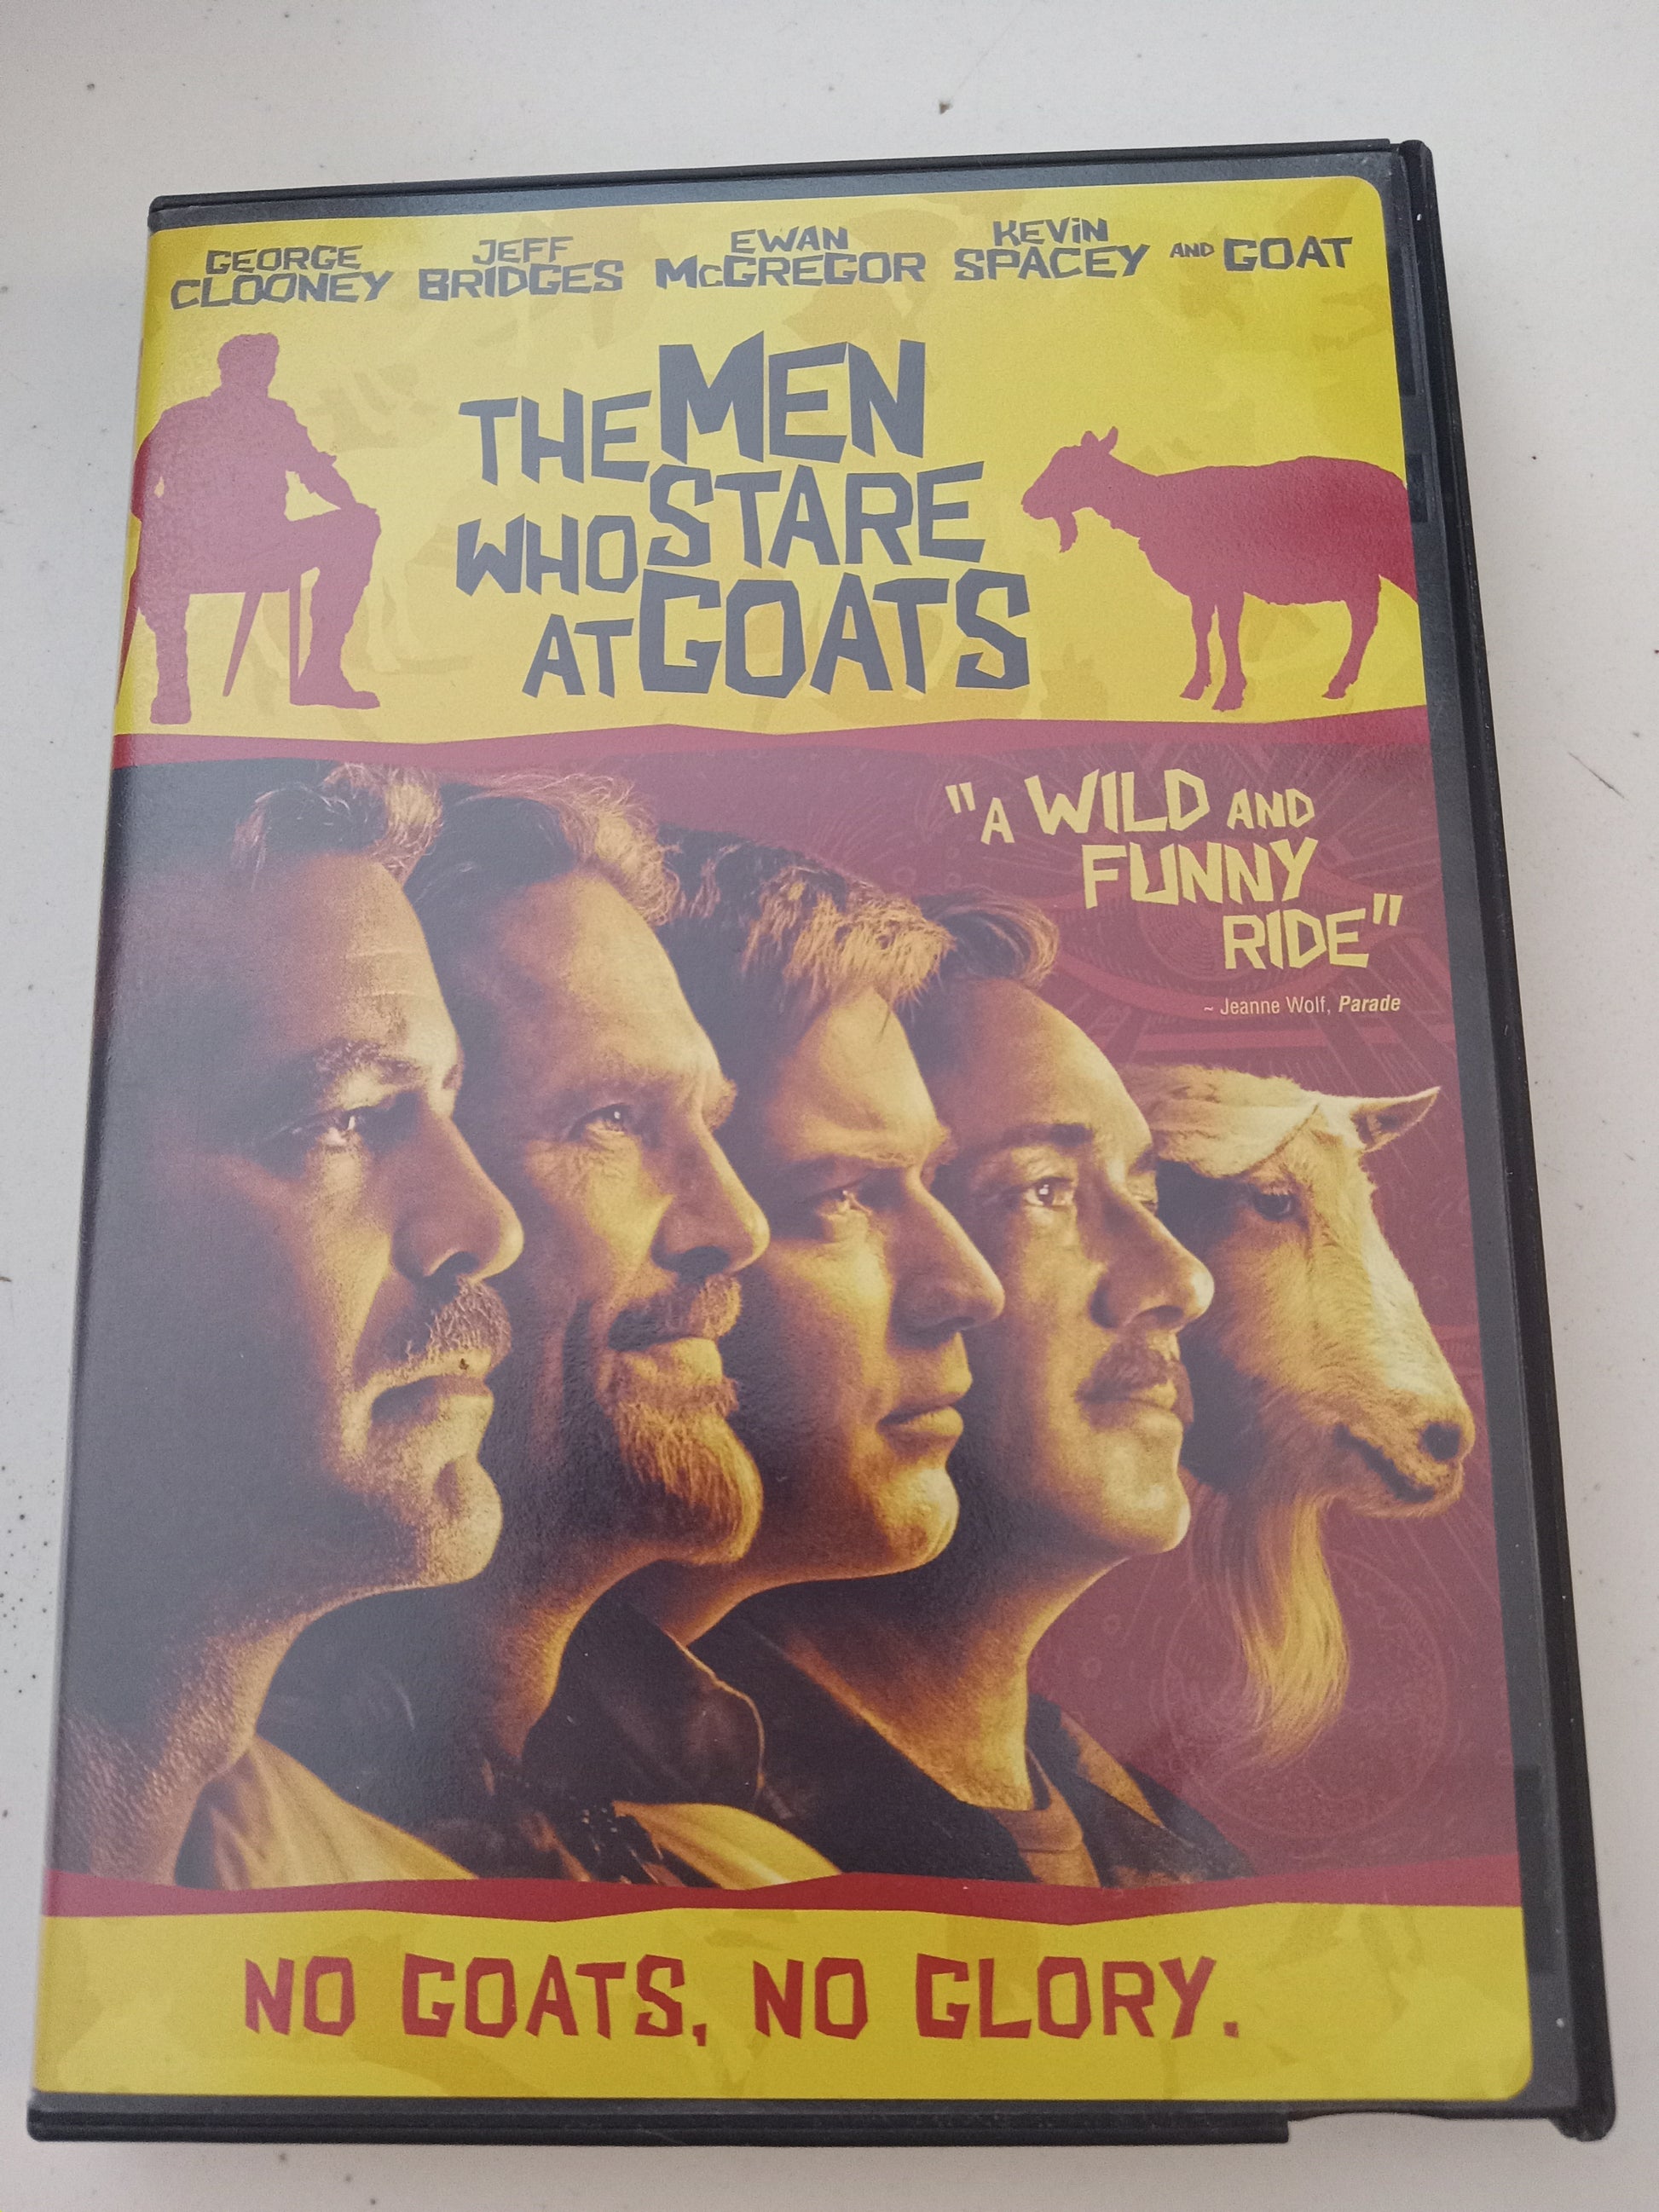 GEORGE CLOONEY
JEFF BRIDGES
EWAN McGREGOR
KEViN SPACEY
AND GOAT
THE MEN
WHO STARE
AT GOATS
"A WILD AND
FUNNY
RIDE"
~ Jeanne Wolf, Parade
NO GOATS, NO GLORY.